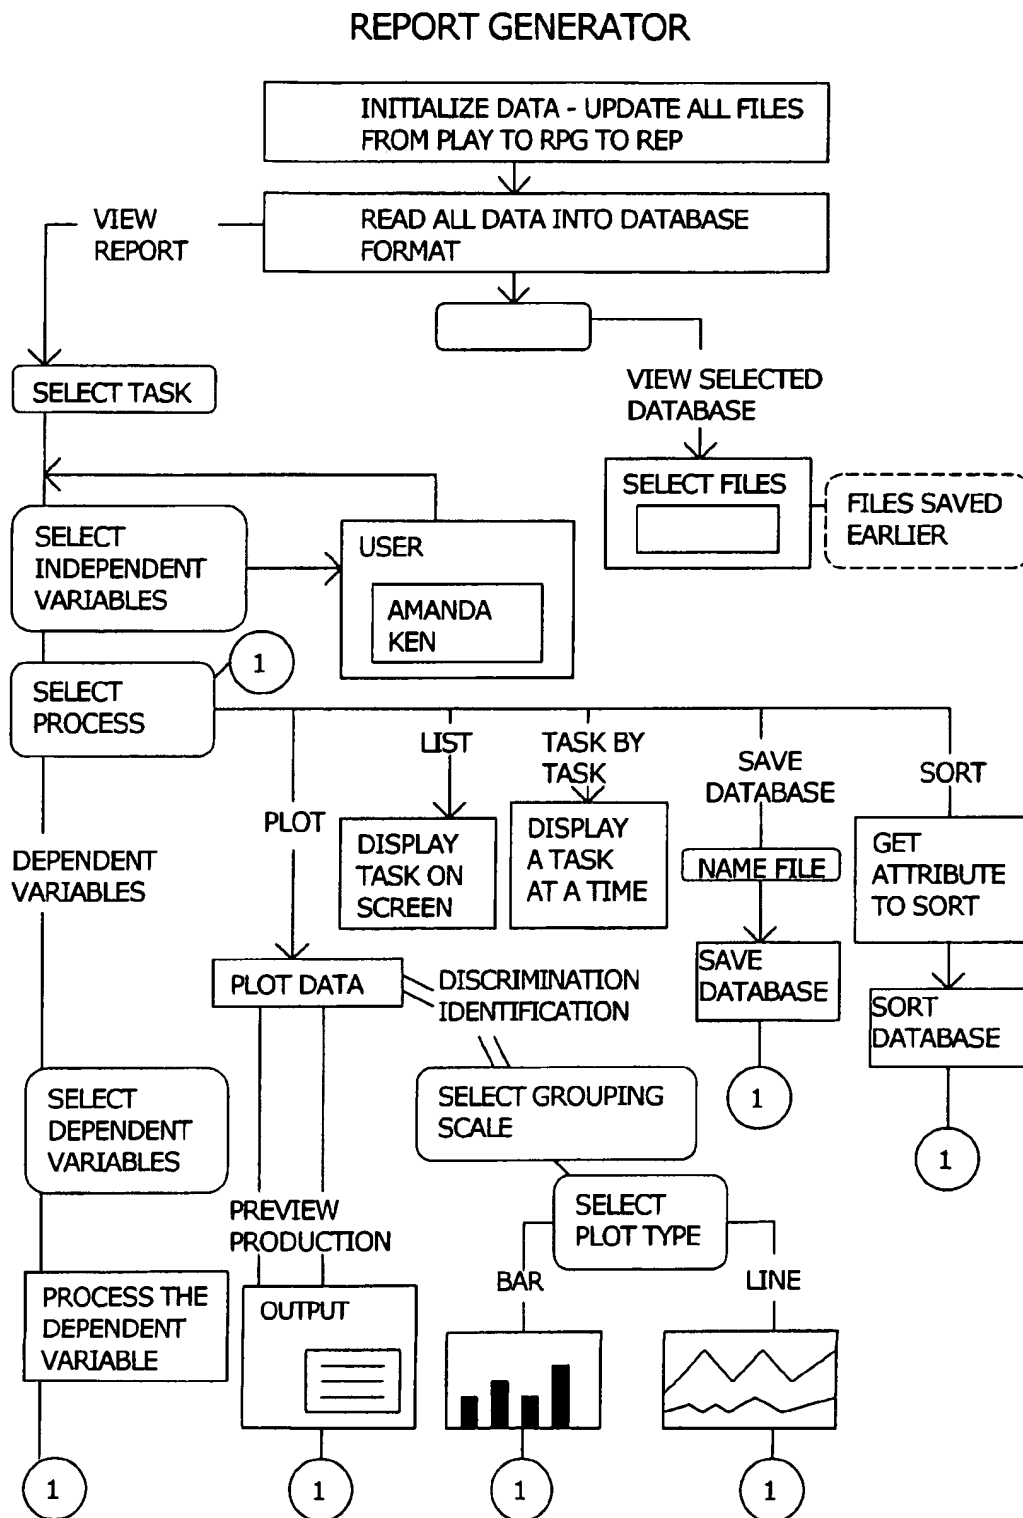 REPORT GENERATOR
INITIALIZE DATA - UPDATE ALL FILES
FROM PLAY TO RPG TO REP
VIEW
REPORT
READ ALL DATA INTO DATABASE
FORMAT
SELECT TASK
VIEW SELECTED
DATABASE
SELECT FILES
FILES SAVED
EARLIER
SELECT
INDEPENDENT
VARIABLES
USER
AMANDA
KEN
1
SELECT
PROCESS
LIST
TASK BY
TASK
SAVE
DATABASE
SORT
PLOT
DEPENDENT
VARIABLES
DISPLAY
TASK ON
SCREEN
DISPLAY
A TASK
AT A TIME
NAME FILE
GET
ATTRIBUTE
TO SORT
PLOT DATA
DISCRIMINATION
IDENTIFICATION
SAVE
DATABASE
SORT
DATABASE
SELECT
DEPENDENT
VARIABLES
SELECT GROUPING
SCALE
1
1
PREVIEW
PRODUCTION
SELECT
PLOT TYPE
BAR
LINE
PROCESS THE
DEPENDENT
VARIABLE
OUTPUT
1
1
1
1